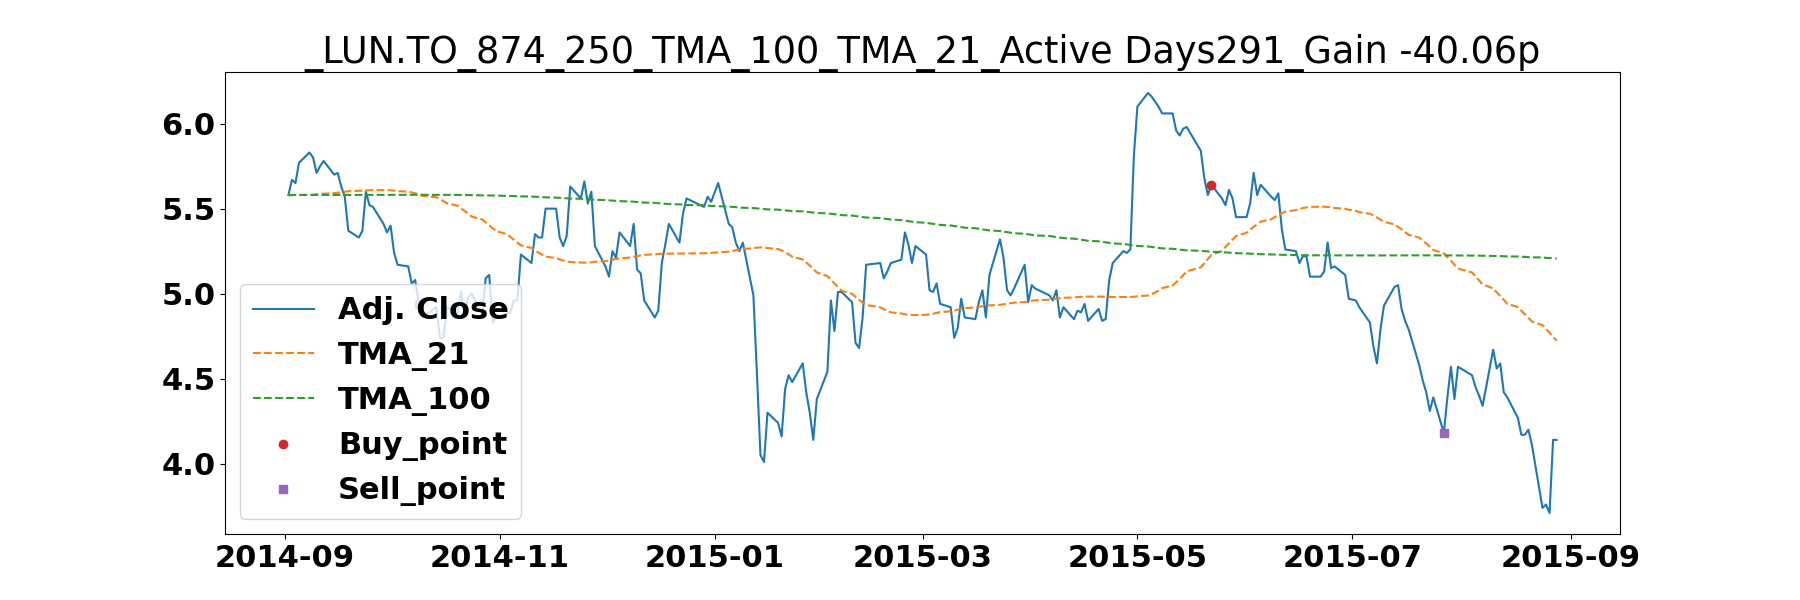 _LUN.TO_874_250_TMA_100_TMA_21_Active Days291_Gain -40.06p
6.0
5.5
5.0
4.5
4.0
Adj. Close
TMA_21
TMA_100
Buy_point
Sell_point
2014-09 2014-11 2015-01 2015-03 2015-05 2015-07 2015-09